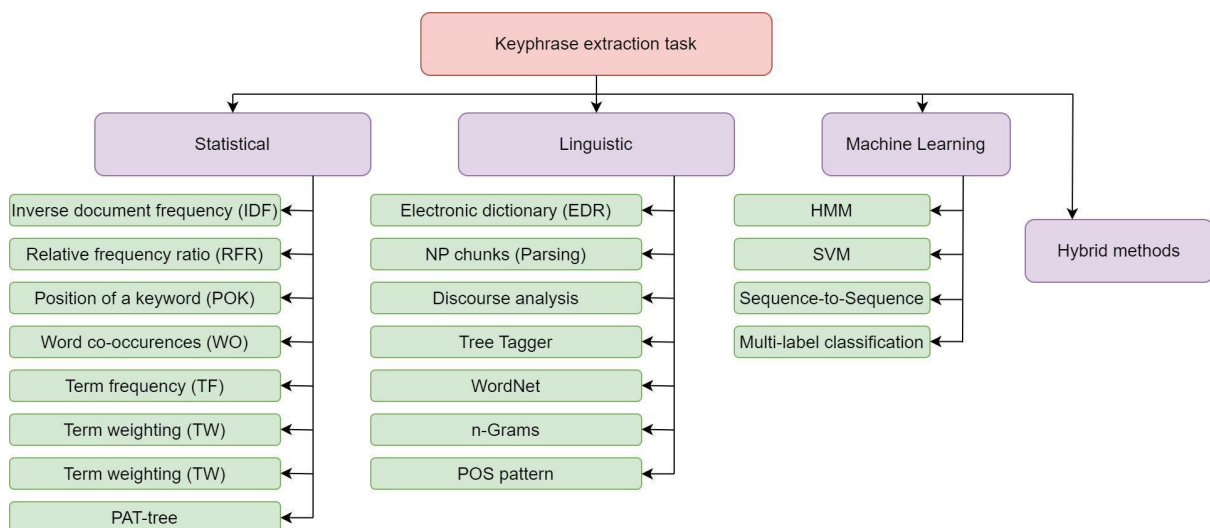 Keyphrase extraction task
Statistical
Linguistic
Machine Learning
Hybrid methods
Inverse document frequency (IDF)
Relative frequency ratio (RFR)
Position of a keyword (POK)
Word co-occurences (WO)
Term frequency (TF)
Term weighting (TW)
Term weighting (TW)
PAT-tree
Electronic dictionary (EDR)
NP chunks (Parsing)
Discourse analysis
Tree Tagger
WordNet
n-Grams
POS pattern
HMM
SVM
Sequence-to-Sequence
Multi-label classification